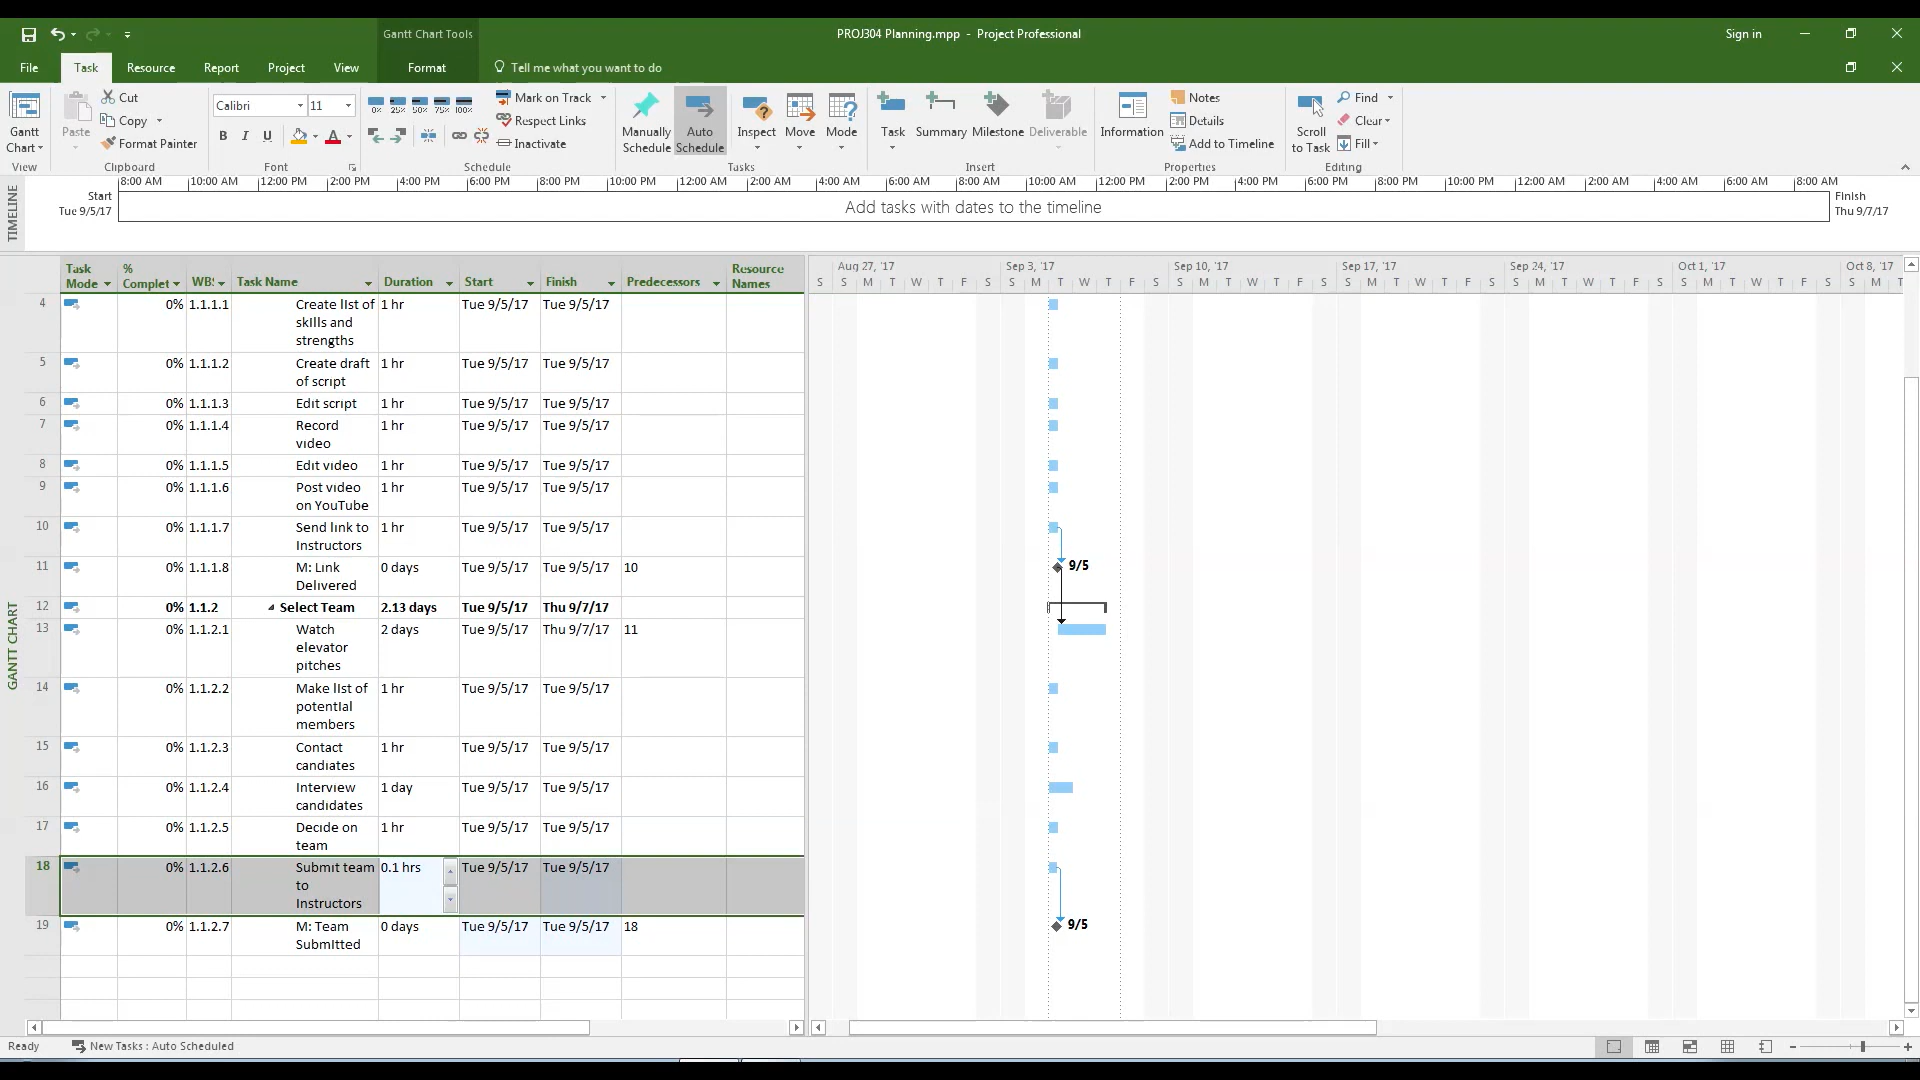 Gantt Chart Tools
PROJ304 Planning.mpp - Project Professional
Sign in
File Task Resource Report Project View Format Tell me what you want to do
Gantt Chart
View
Paste
Cut
Copy
Format Painter
Clipboard
Calibri 11
B I U A
Font
0% 25% 50% 75% 100%
Mark on Track
Respect Links
Inactivate
Schedule
Manually Schedule
Auto Schedule
Inspect
Move
Mode
Tasks
Task
Summary
Milestone
Deliverable
Insert
Information
Notes
Details
Add to Timeline
Properties
Scroll to Task
Find
Clear
Fill
Editing
TIMELINE
8:00 AM 10:00 AM 12:00 PM 2:00 PM 4:00 PM 6:00 PM 8:00 PM 10:00 PM 12:00 AM 2:00 AM 4:00 AM 6:00 AM 8:00 AM 10:00 AM 12:00 PM 2:00 PM 4:00 PM 6:00 PM 8:00 PM 10:00 PM 12:00 AM 2:00 AM 4:00 AM 6:00 AM 8:00 AM
Start
Tue 9/5/17
Add tasks with dates to the timeline
Finish
Thu 9/7/17
GANTT CHART
Task Mode % Complet WB! Task Name Duration Start Finish Predecessors Resource Names
Aug 27, '17 Sep 3, '17 Sep 10, '17 Sep 17, '17 Sep 24, '17 Oct 1, '17 Oct 8, '17
S S M T W T F S S M T W T F S S M T W T F S S M T W T F S S M T W T F S S M T W T F S S M T
4 0% 1.1.1.1 Create list of skills and strengths 1 hr Tue 9/5/17 Tue 9/5/17
5 0% 1.1.1.2 Create draft of script 1 hr Tue 9/5/17 Tue 9/5/17
6 0% 1.1.1.3 Edit script 1 hr Tue 9/5/17 Tue 9/5/17
7 0% 1.1.1.4 Record video 1 hr Tue 9/5/17 Tue 9/5/17
8 0% 1.1.1.5 Edit video 1 hr Tue 9/5/17 Tue 9/5/17
9 0% 1.1.1.6 Post video on YouTube 1 hr Tue 9/5/17 Tue 9/5/17
10 0% 1.1.1.7 Send link to Instructors 1 hr Tue 9/5/17 Tue 9/5/17
11 0% 1.1.1.8 M: Link Delivered 0 days Tue 9/5/17 Tue 9/5/17 10 9/5
12 0% 1.1.2 Select Team 2.13 days Tue 9/5/17 Thu 9/7/17
13 0% 1.1.2.1 Watch elevator pitches 2 days Tue 9/5/17 Thu 9/7/17 11
14 0% 1.1.2.2 Make list of potential members 1 hr Tue 9/5/17 Tue 9/5/17
15 0% 1.1.2.3 Contact candiates 1 hr Tue 9/5/17 Tue 9/5/17
16 0% 1.1.2.4 Interview candidates 1 day Tue 9/5/17 Tue 9/5/17
17 0% 1.1.2.5 Decide on team 1 hr Tue 9/5/17 Tue 9/5/17
18 0% 1.1.2.6 Submit team to Instructors 0.1 hrs Tue 9/5/17 Tue 9/5/17
19 0% 1.1.2.7 M: Team Submitted 0 days Tue 9/5/17 Tue 9/5/17 18 9/5
Ready New Tasks : Auto Scheduled